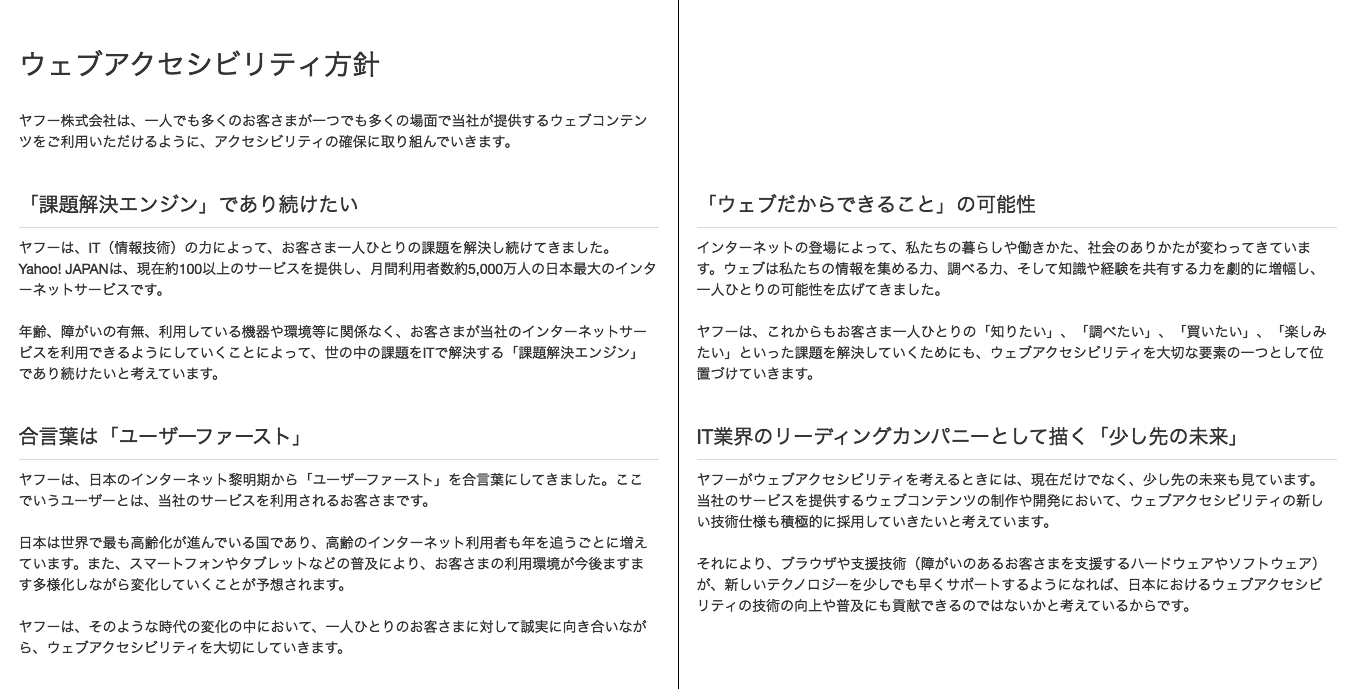 ウェブアクセシビリティ方針
ヤフー株式会社は、一人でも多くのお客さまが一つでも多くの場面で当社が提供するウェブコンテン
ツをご利用いただけるように、アクセシビリティの確保に取り組んでいきます。
「課題解決エンジン」であり続けたい
ヤフーは、IT（情報技術）の力によって、お客さま一人ひとりの課題を解決し続けてきました。
Yahoo! JAPANは、現在約100以上のサービスを提供し、月間利用者数約5,000万人の日本最大のインタ
ーネットサービスです。
年齢、障がいの有無、利用している機器や環境等に関係なく、お客さまが当社のインターネットサー
ビスを利用できるようにしていくことによって、世の中の課題をITで解決する「課題解決エンジン」
であり続けたいと考えています。
合言葉は「ユーザーファースト」
ヤフーは、日本のインターネット黎明期から「ユーザーファースト」を合言葉にしてきました。ここ
でいうユーザーとは、当社のサービスを利用されるお客さまです。
日本は世界で最も高齢化が進んでいる国であり、高齢のインターネット利用者も年を追うごとに増え
ています。また、スマートフォンやタブレットなどの普及により、お客さまの利用環境が今後ますま
す多様化しながら変化していくことが予想されます。
ヤフーは、そのような時代の変化の中において、一人ひとりのお客さまに対して誠実に向き合いなが
ら、ウェブアクセシビリティを大切にしていきます。
「ウェブだからできること」の可能性
インターネットの登場によって、私たちの暮らしや働きかた、社会のありかたが変わってきていま
す。ウェブは私たちの情報を集める力、調べる力、そして知識や経験を共有する力を劇的に増幅し、
一人ひとりの可能性を広げてきました。
ヤフーは、これからもお客さま一人ひとりの「知りたい」、「調べたい」、「買いたい」、「楽しみ
たい」といった課題を解決していくためにも、ウェブアクセシビリティを大切な要素の一つとして位
置づけていきます。
IT業界のリーディングカンパニーとして描く「少し先の未来」
ヤフーがウェブアクセシビリティを考えるときには、現在だけでなく、少し先の未来も見ています。
当社のサービスを提供するウェブコンテンツの制作や開発において、ウェブアクセシビリティの新し
い技術仕様も積極的に採用していきたいと考えています。
それにより、ブラウザや支援技術（障がいのあるお客さまを支援するハードウェアやソフトウェア）
が、新しいテクノロジーを少しでも早くサポートするようになれば、日本におけるウェブアクセシビ
リティの技術の向上や普及にも貢献できるのではないかと考えているからです。